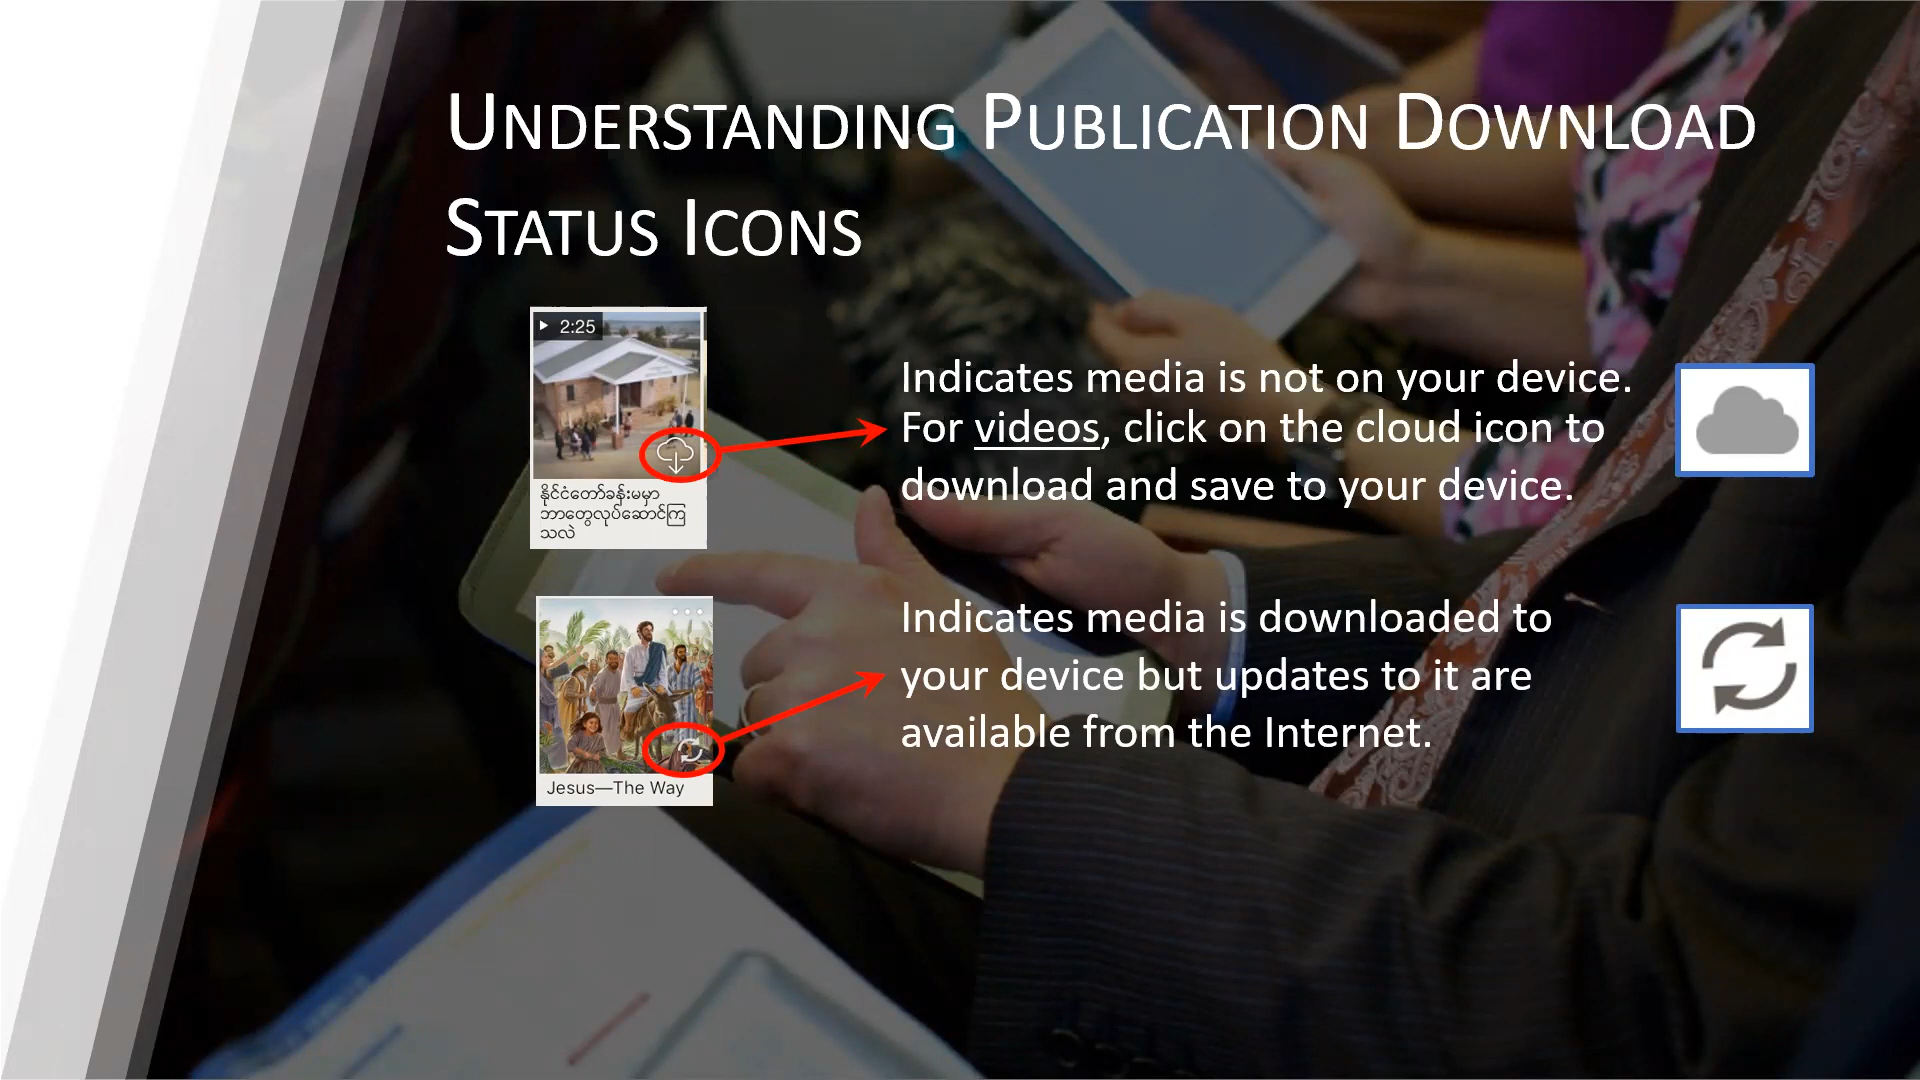 Understanding Publication Download
Status Icons
2:25
နိုင်ငံတော်ခန်းမမှာ
ဘာတွေလုပ်ဆောင်ကြ
သလဲ
Indicates media is not on your device.
For videos, click on the cloud icon to
download and save to your device.
Jesus—The Way
Indicates media is downloaded to
your device but updates to it are
available from the Internet.